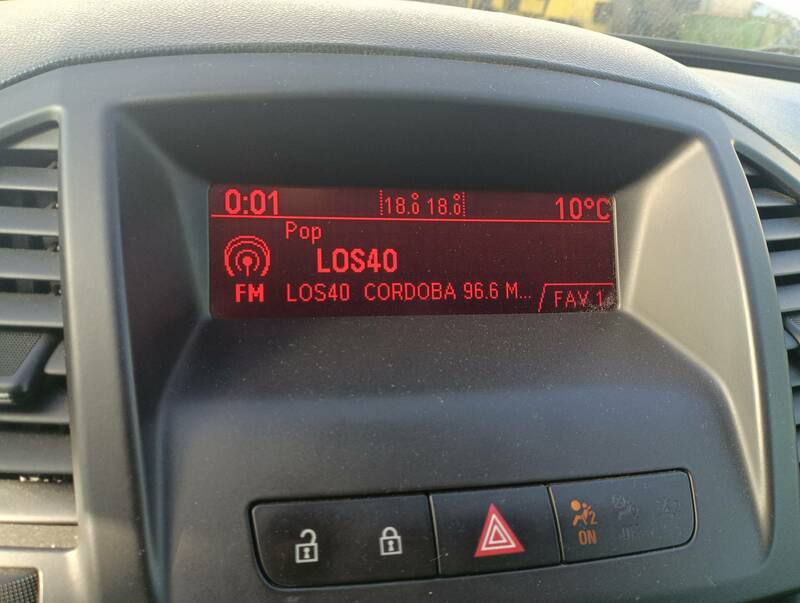 0:01 18.0 18.0 10°C
Pop
LOS40
FM LOS40 CORDOBA 96.6 M... FAV 1
2
ON